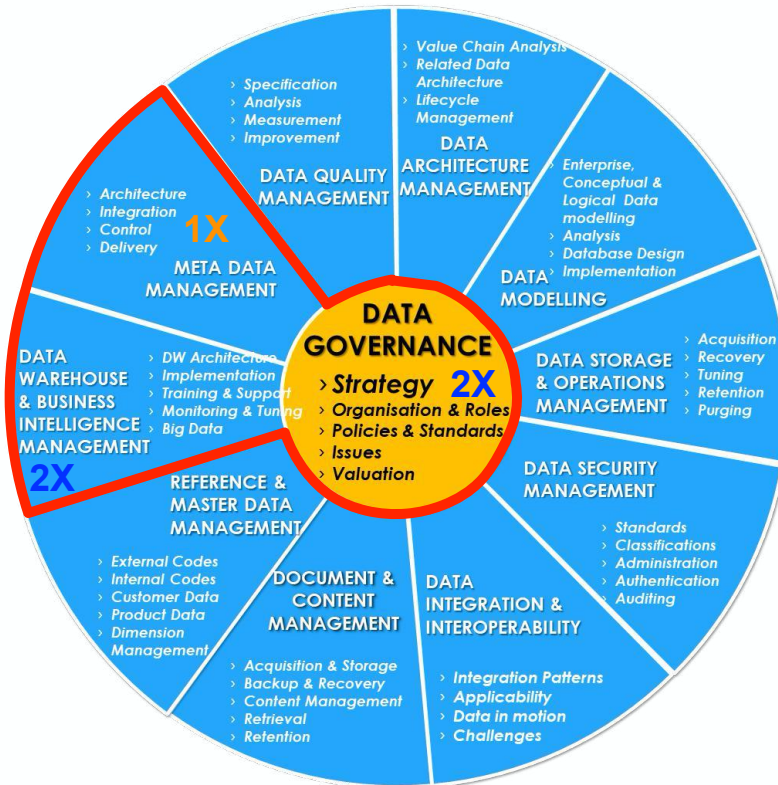 › Specification
› Analysis
› Measurement
› Improvement
DATA QUALITY
MANAGEMENT
› Value Chain Analysis
› Related Data
Architecture
› Lifecycle
Management
DATA
ARCHITECTURE
MANAGEMENT
› Enterprise,
Conceptual &
Logical Data
modelling
› Analysis
› Database Design
› Implementation
DATA
MODELLING
› Acquisition
› Recovery
› Tuning
› Retention
› Purging
DATA STORAGE
& OPERATIONS
MANAGEMENT
DATA SECURITY
MANAGEMENT
› Standards
› Classifications
› Administration
› Authentication
› Auditing
DATA
INTEGRATION &
INTEROPERABILITY
› Integration Patterns
› Applicability
› Data in motion
› Challenges
DOCUMENT &
CONTENT
MANAGEMENT
› Acquisition & Storage
› Backup & Recovery
› Content Management
› Retrieval
› Retention
REFERENCE &
MASTER DATA
MANAGEMENT
› External Codes
› Internal Codes
› Customer Data
› Product Data
› Dimension
Management
DATA
WAREHOUSE
& BUSINESS
INTELLIGENCE
MANAGEMENT
2X
› DW Architecture
› Implementation
› Training & Support
› Monitoring & Tuning
› Big Data
› Architecture
› Integration
› Control
› Delivery
1X
META DATA
MANAGEMENT
DATA
GOVERNANCE
› Strategy 2X
› Organisation & Roles
› Policies & Standards
› Issues
› Valuation